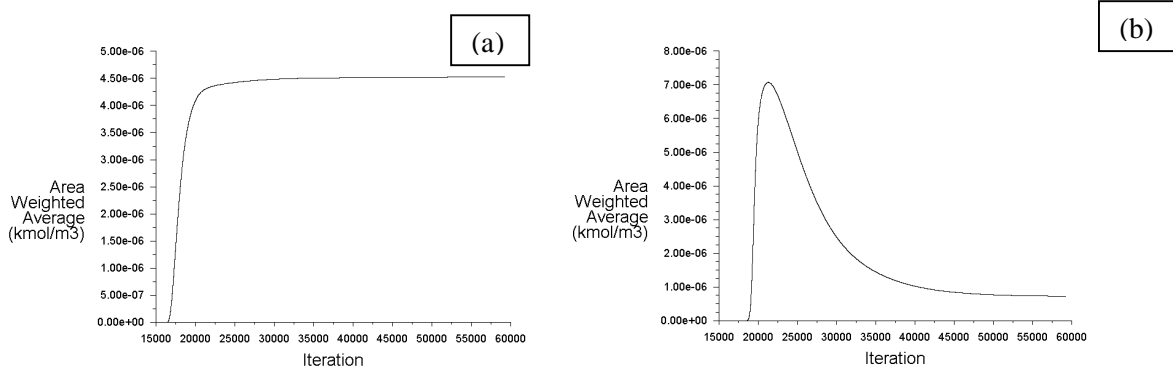 (a)
5.00e-06
4.50e-06
4.00e-06
3.50e-06
3.00e-06
2.50e-06
2.00e-06
1.50e-06
1.00e-06
5.00e-07
0.00e+00
Area
Weighted
Average
(kmol/m3)
15000 20000 25000 30000 35000 40000 45000 50000 55000 60000
Iteration
(b)
8.00e-06
7.00e-06
6.00e-06
5.00e-06
4.00e-06
3.00e-06
2.00e-06
1.00e-06
0.00e+00
Area
Weighted
Average
(kmol/m3)
15000 20000 25000 30000 35000 40000 45000 50000 55000 60000
Iteration